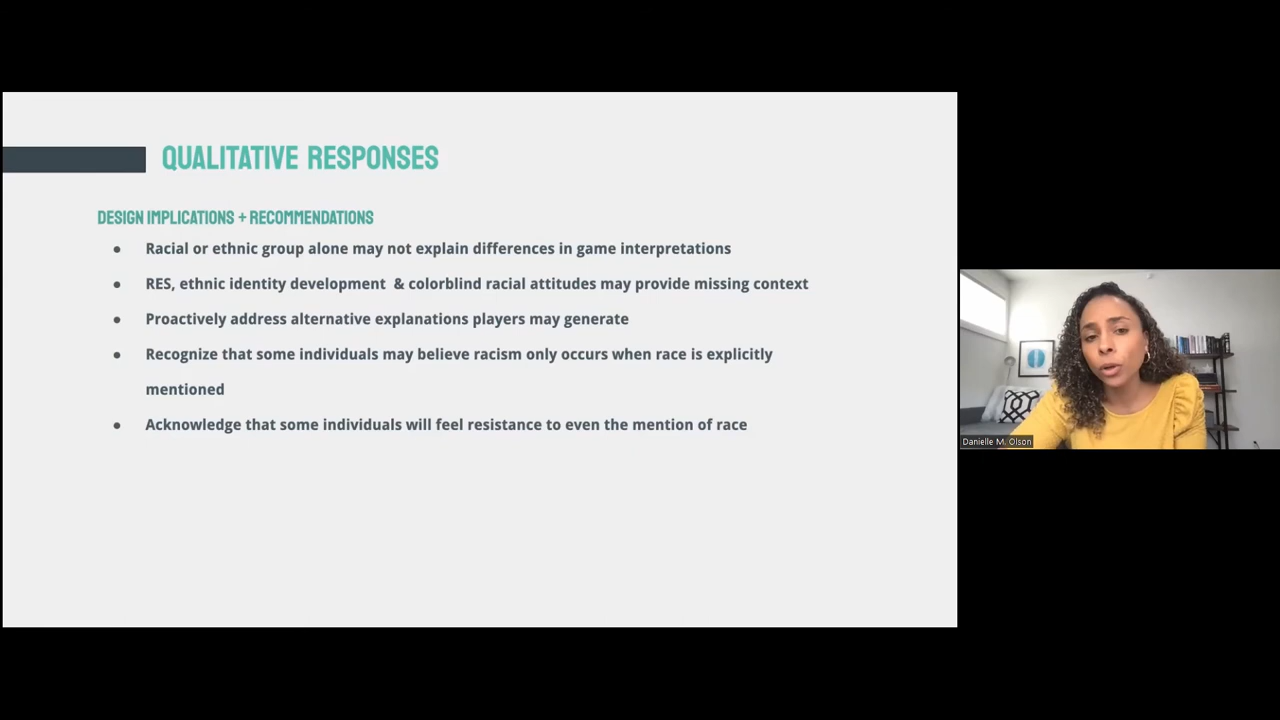 QUALITATIVE RESPONSES
DESIGN IMPLICATIONS + RECOMMENDATIONS
● Racial or ethnic group alone may not explain differences in game interpretations
● RES, ethnic identity development & colorblind racial attitudes may provide missing context
● Proactively address alternative explanations players may generate
● Recognize that some individuals may believe racism only occurs when race is explicitly
mentioned
● Acknowledge that some individuals will feel resistance to even the mention of race
Danielle M. Olson